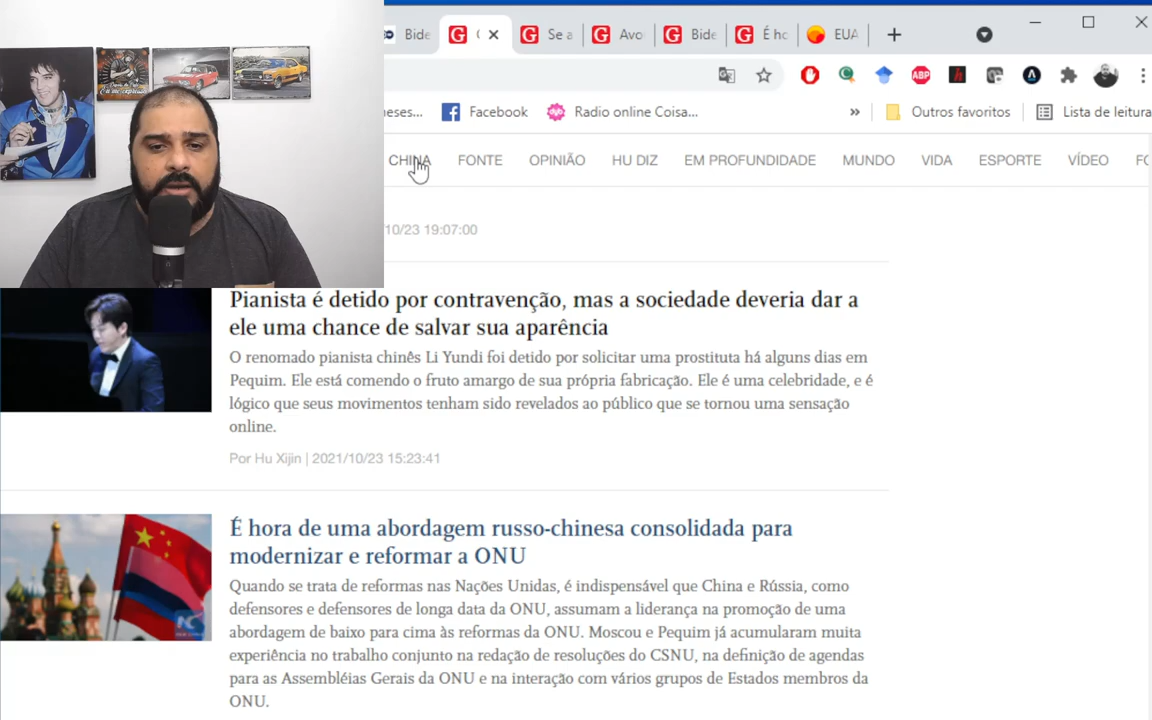 Bide
Se a
Avo
Bide
É ho
EUA
ABP
eses...
Facebook
Radio online Coisa...
»
Outros favoritos
Lista de leitura
CHINA
FONTE
OPINIÃO
HU DIZ
EM PROFUNDIDADE
MUNDO
VIDA
ESPORTE
VÍDEO
FO
10/23 19:07:00
Pianista é detido por contravenção, mas a sociedade deveria dar a
ele uma chance de salvar sua aparência
O renomado pianista chinês Li Yundi foi detido por solicitar uma prostituta há alguns dias em
Pequim. Ele está comendo o fruto amargo de sua própria fabricação. Ele é uma celebridade, e é
lógico que seus movimentos tenham sido revelados ao público que se tornou uma sensação
online.
Por Hu Xijin | 2021/10/23 15:23:41
É hora de uma abordagem russo-chinesa consolidada para
modernizar e reformar a ONU
Quando se trata de reformas nas Nações Unidas, é indispensável que China e Rússia, como
defensores e defensores de longa data da ONU, assumam a liderança na promoção de uma
abordagem de baixo para cima às reformas da ONU. Moscou e Pequim já acumularam muita
experiência no trabalho conjunto na redação de resoluções do CSNU, na definição de agendas
para as Assembléias Gerais da ONU e na interação com vários grupos de Estados membros da
ONU.